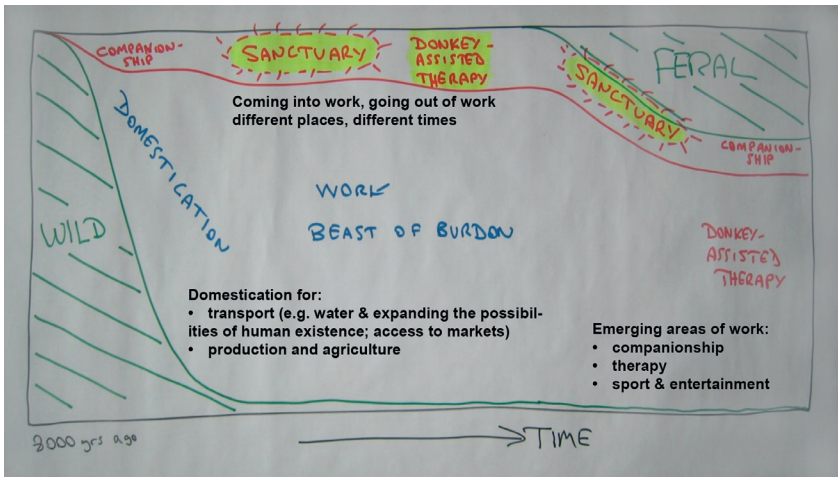 COMPANION-
SHIP
SANCTUARY
DONKEY-
ASSISTED
THERAPY
FERAL
SANCTUARY
COMPANION-
SHIP
Coming into work, going out of work
different places, different times
DOMESTICATION
WILD
WORK
BEAST OF BURDON
DONKEY-
ASSISTED
THERAPY
Domestication for:
• transport (e.g. water & expanding the possibil-
ities of human existence; access to markets)
• production and agriculture
Emerging areas of work:
• companionship
• therapy
• sport & entertainment
8000 yrs ago
TIME